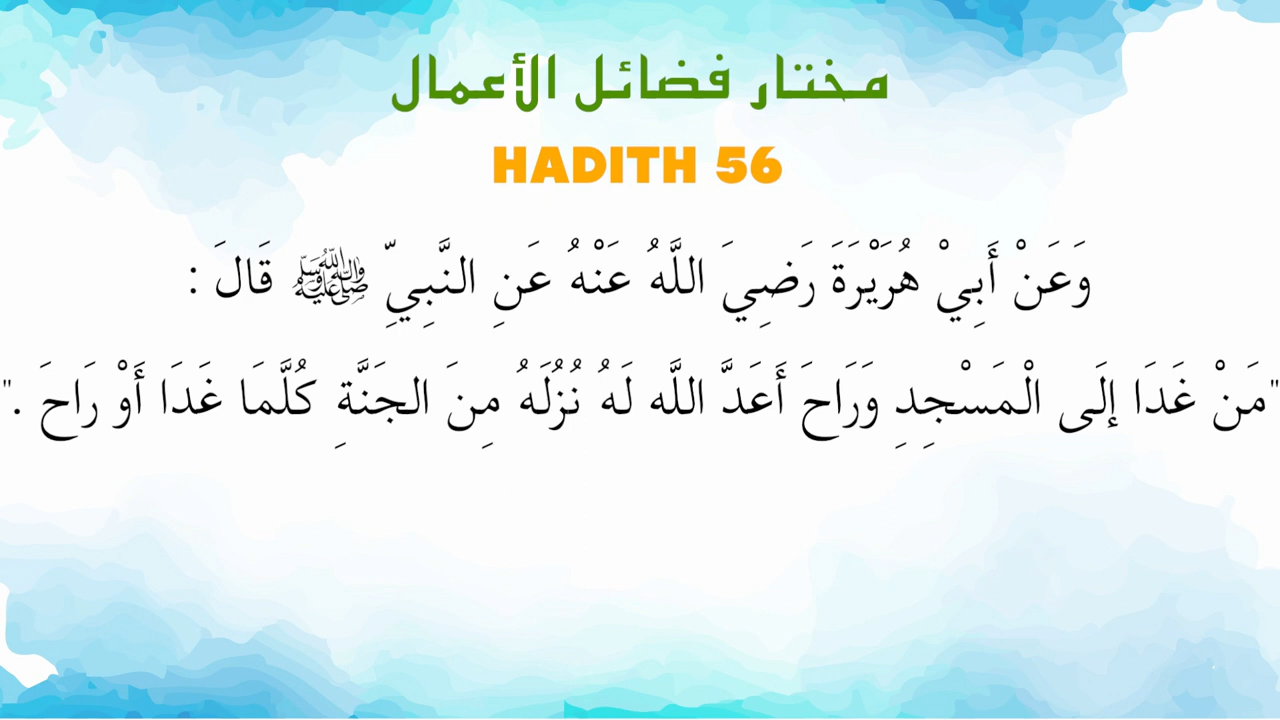 مختار فضائل الأعمال
HADITH 56
وَعَنْ أَبِيْ هُرَيْرَةَ رَضِيَ اللَّهُ عَنْهُ عَنِ النَّبِيِّ ﷺ قَالَ :
"مَنْ غَدَا إِلَى الْمَسْجِدِ وَرَاحَ أَعَدَّ اللَّه لَهُ نُزُلَهُ مِنَ الجَنَّةِ كُلَّمَا غَدَا أَوْ رَاحَ ."